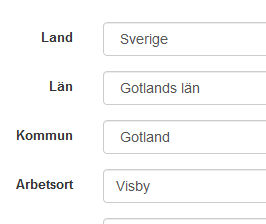 Land Sverige
Län Gotlands län
Kommun Gotland
Arbetsort Visby